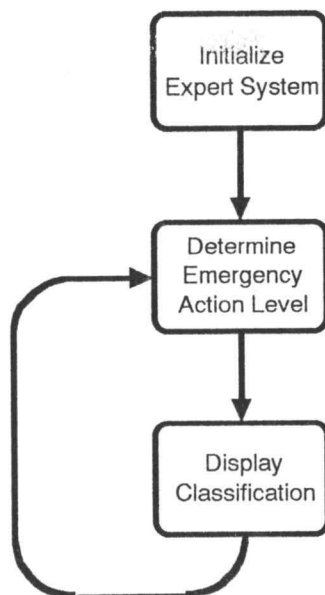 Initialize
Expert System
Determine
Emergency
Action Level
Display
Classification